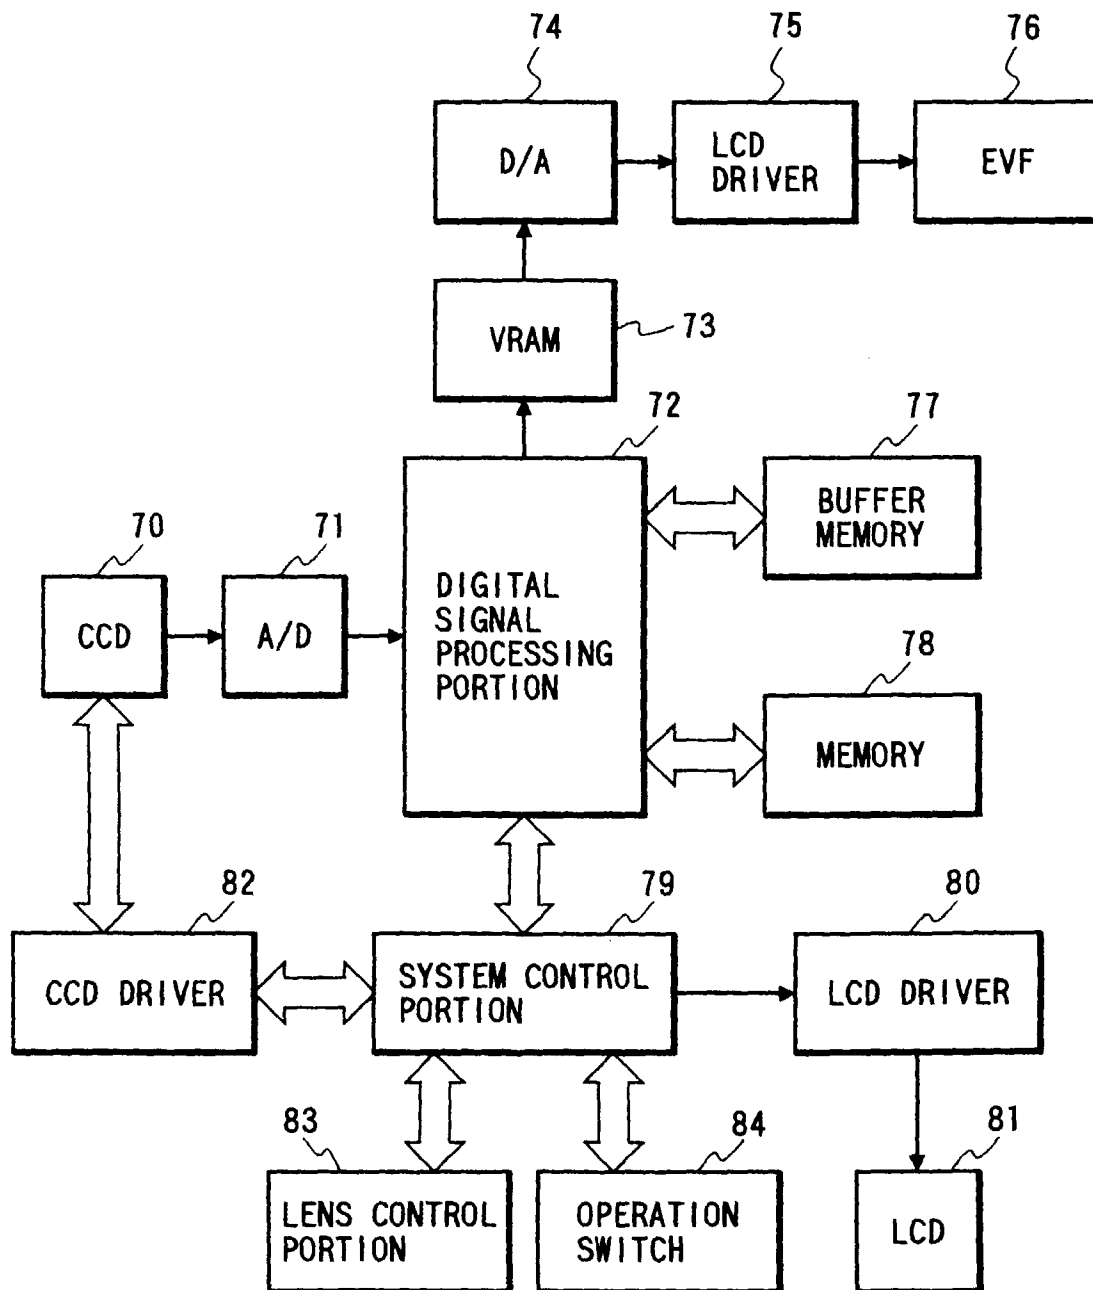 74
75
76
D/A
LCD
DRIVER
EVF
VRAM
73
72
77
BUFFER
MEMORY
70
71
CCD
A/D
DIGITAL
SIGNAL
PROCESSING
PORTION
78
MEMORY
82
79
80
CCD DRIVER
SYSTEM CONTROL
PORTION
LCD DRIVER
83
84
81
LENS CONTROL
PORTION
OPERATION
SWITCH
LCD